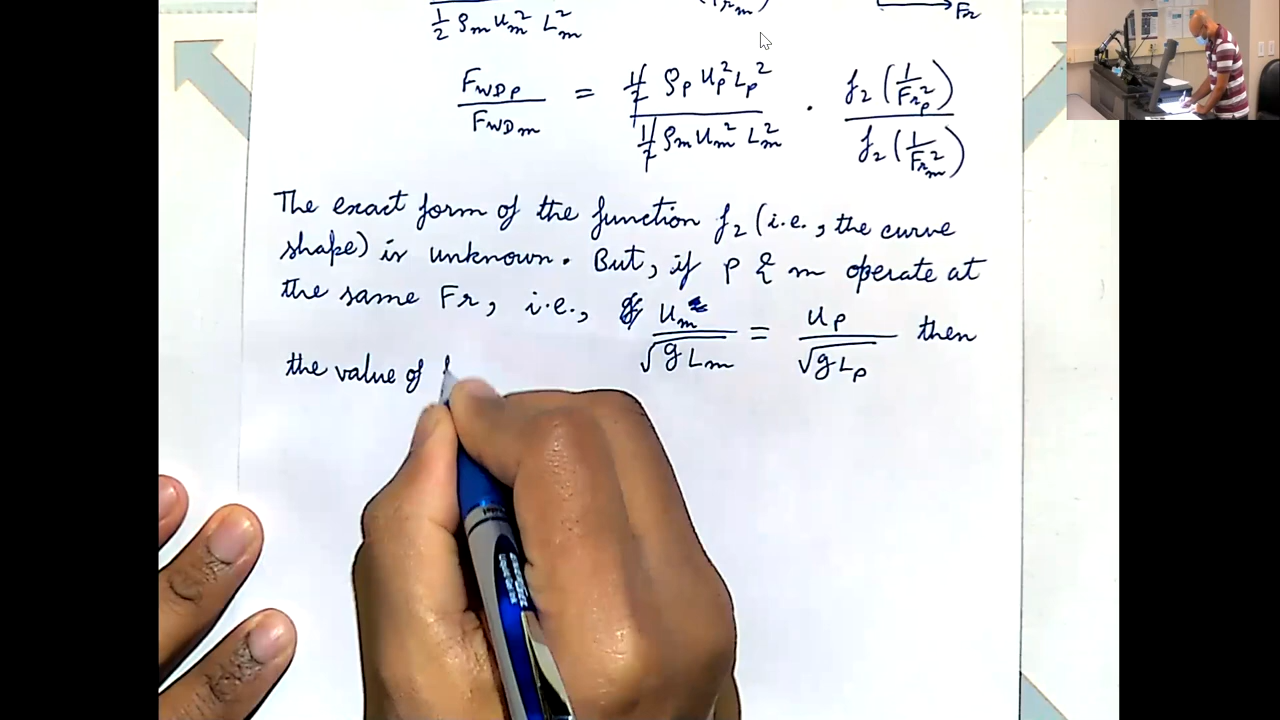 ½ ρm Um² Lm²
Frm)
Fr
FWDp / FWDm = ½ ρp Up² Lp² / ½ ρm Um² Lm² · f2 (1/Frp²) / f2 (1/Frm²)
The exact form of the function f2 (i.e., the curve
shape) is unknown. But, if p & m operate at
the same Fr, i.e., Um / √gLm = Up / √gLp then
the value of